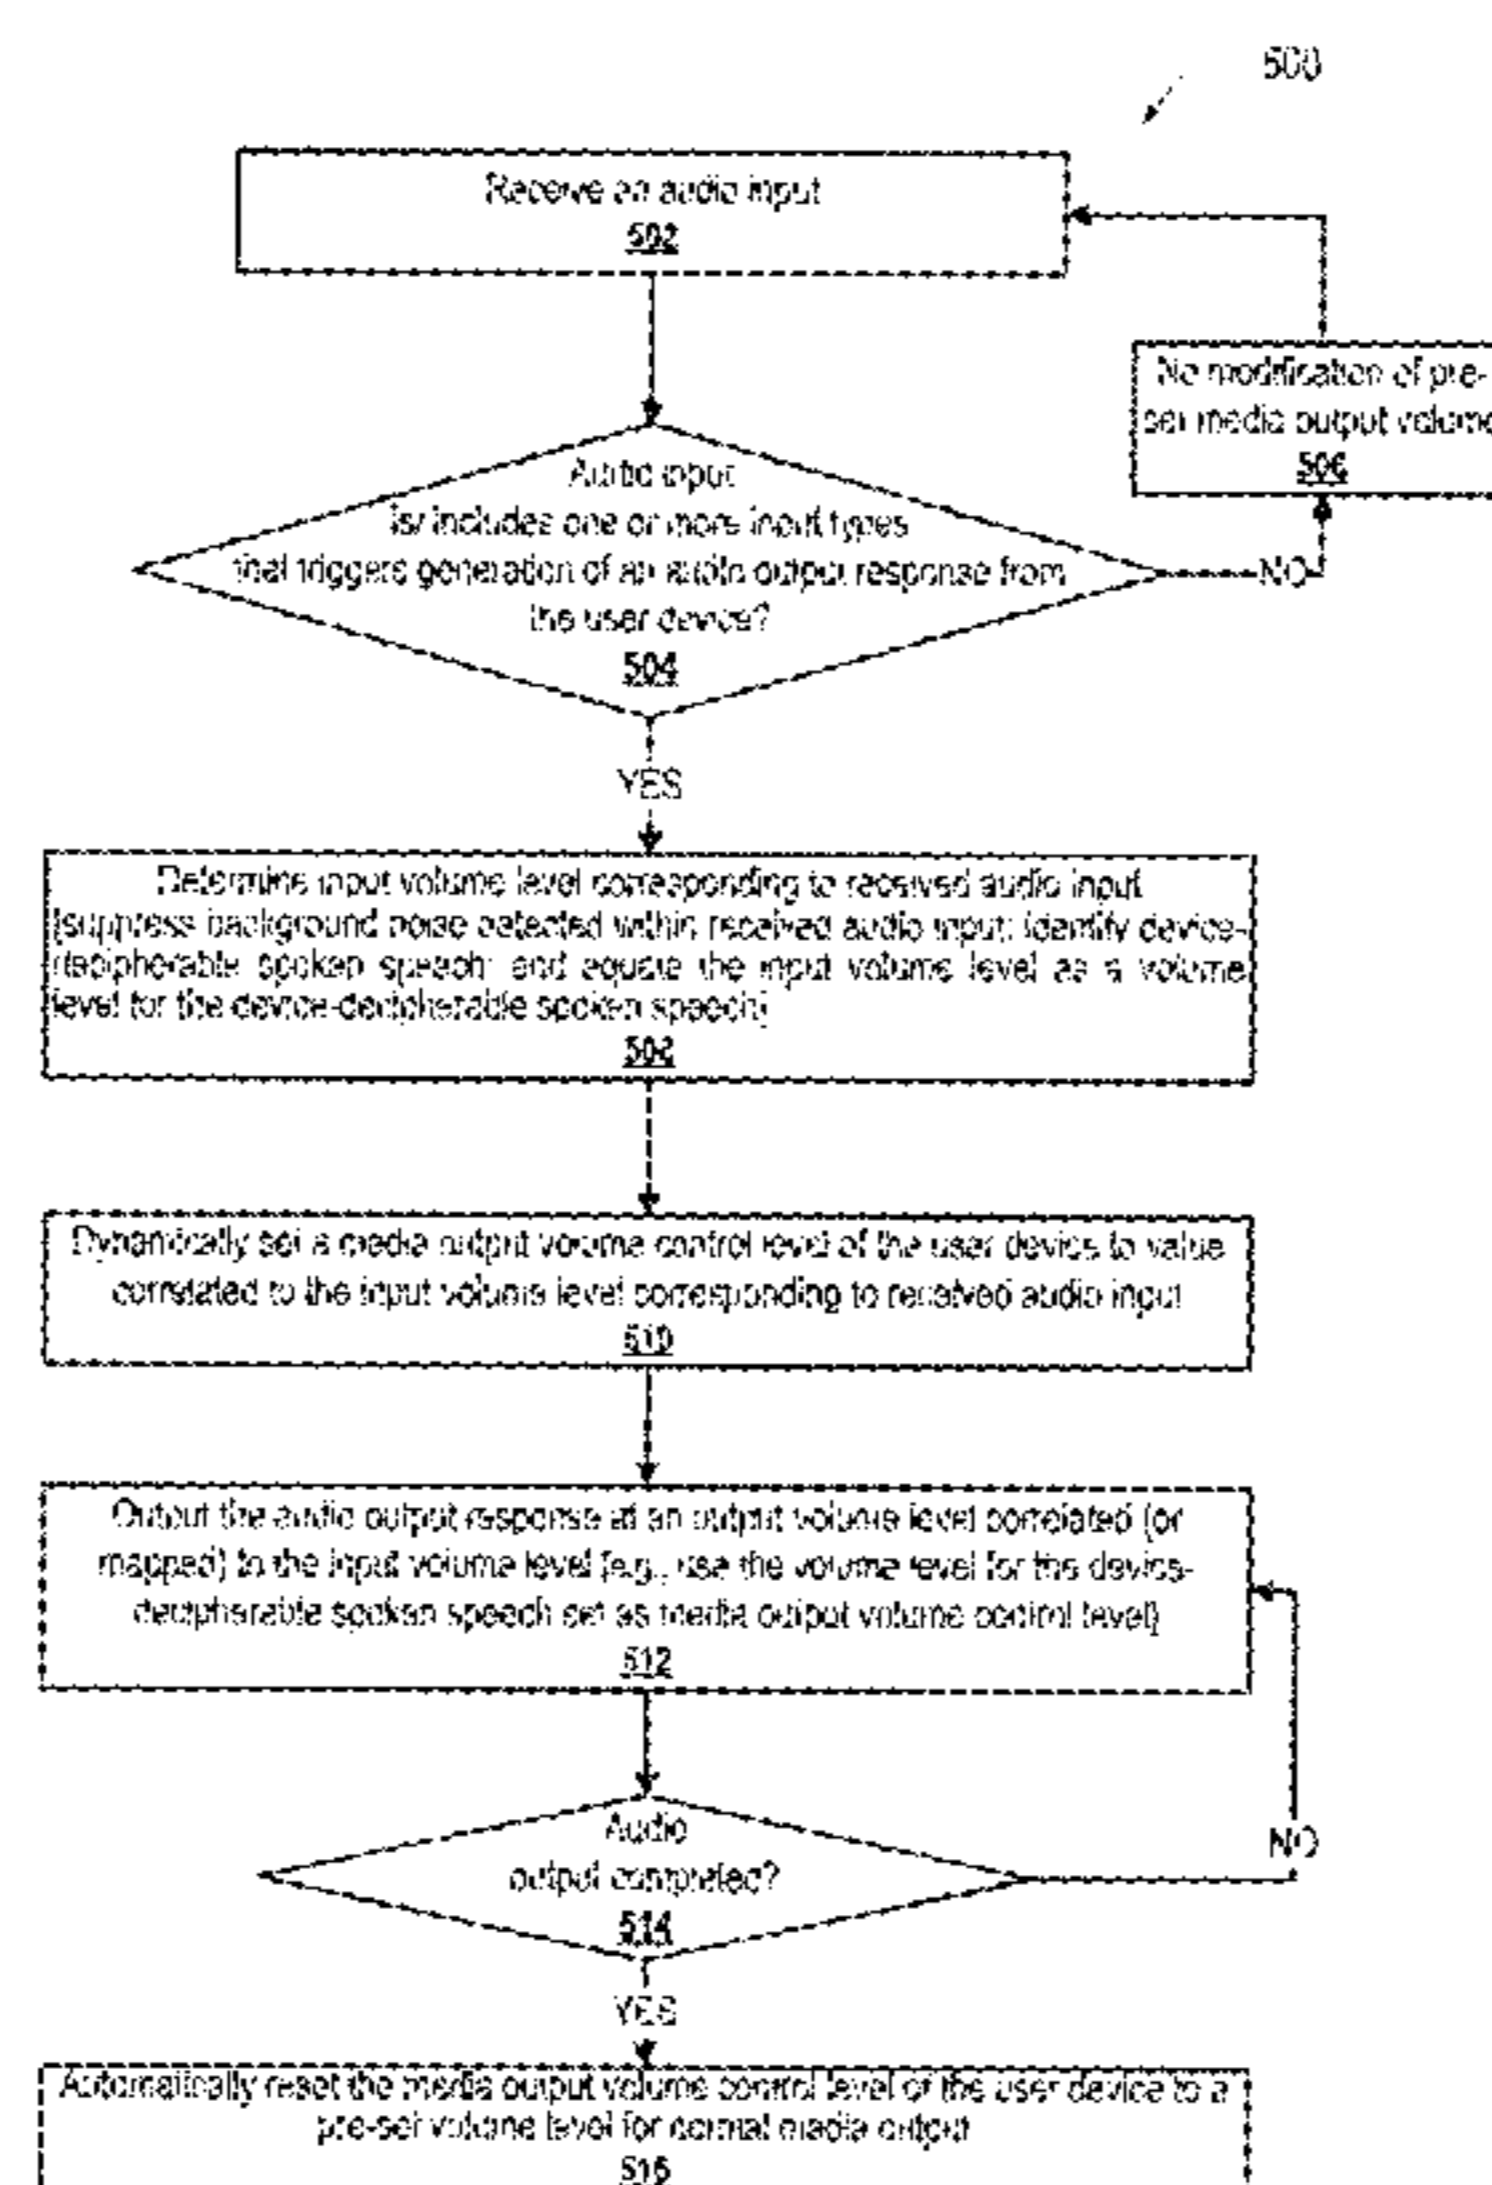 500
Receive an audio input
502
No modification of pre-
set media output volume
506
Audio input
is/ includes one or more input types
that triggers generation of an audio output response from
the user device?
504
NO
YES
Determine input volume level corresponding to received audio input
[suppress background noise detected within received audio input; identify device-
decipherable spoken speech; and equate the input volume level as a volume
level for the device-decipherable spoken speech]
508
Dynamically set a media output volume control level of the user device to value
correlated to the input volume level corresponding to received audio input
510
Output the audio output response at an output volume level correlated (or
mapped) to the input volume level [e.g., use the volume level for the device-
decipherable spoken speech set as media output volume control level]
512
Audio
output completed?
514
NO
YES
Automatically reset the media output volume control level of the user device to a
pre-set volume level for normal media output
516